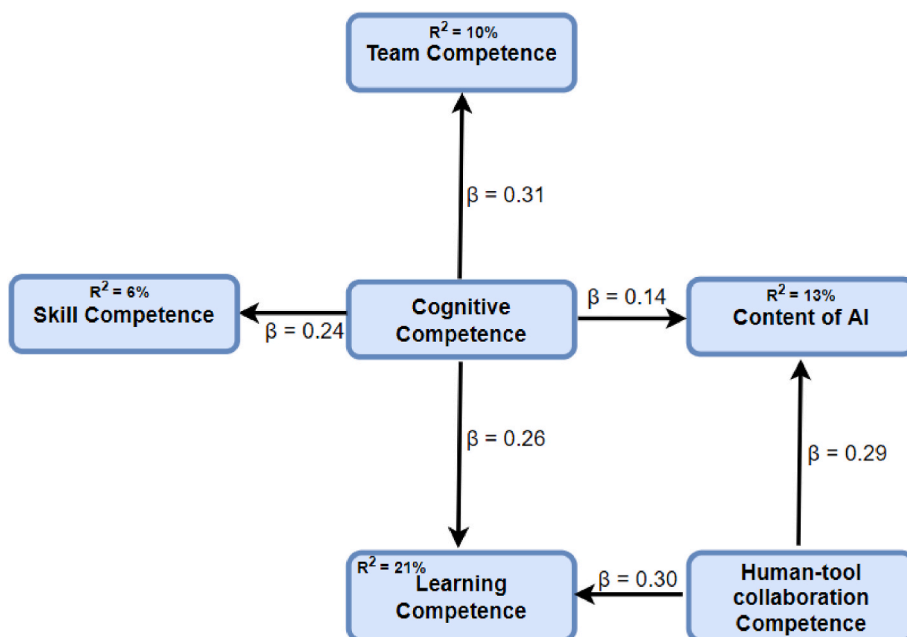 R² = 10%
Team Competence
β = 0.31
R² = 6%
Skill Competence
β = 0.24
Cognitive
Competence
β = 0.14
R² = 13%
Content of AI
β = 0.26
β = 0.29
R² = 21%
Learning
Competence
β = 0.30
Human-tool
collaboration
Competence